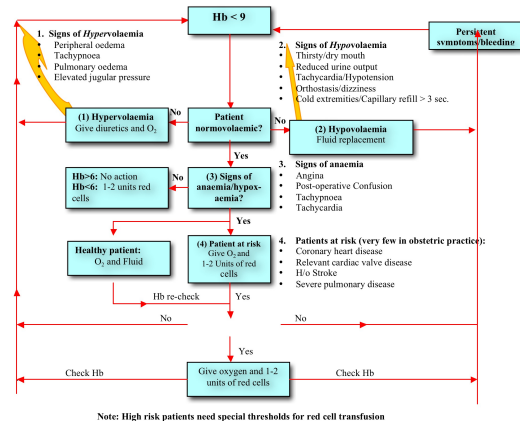 Hb < 9
Persistent
symptoms/bleeding
1. Signs of Hypervolaemia
• Peripheral oedema
• Tachypnoea
• Pulmonary oedema
• Elevated jugular pressure
2. Signs of Hypovolaemia
• Thirsty/dry mouth
• Reduced urine output
• Tachycardia/Hypotension
• Orthostasis/dizziness
• Cold extremities/Capillary refill > 3 sec.
(1) Hypervolaemia
Give diuretics and O2
No
Patient
normovolaemic?
No
(2) Hypovolaemia
Fluid replacement
Yes
Hb>6: No action
Hb<6: 1-2 units red
cells
No
(3) Signs of
anaemia/hypox-
aemia?
3. Signs of anaemia
• Angina
• Post-operative Confusion
• Tachypnoea
• Tachycardia
Yes
Healthy patient:
O2 and Fluid
(4) Patient at risk
Give O2 and
1-2 Units of red
cells
4. Patients at risk (very few in obstetric practice):
• Coronary heart disease
• Relevant cardiac valve disease
• H/o Stroke
• Severe pulmonary disease
Hb re-check
Yes
No
No
Yes
Check Hb
Give oxygen and 1-2
units of red cells
Check Hb
Note: High risk patients need special thresholds for red cell transfusion